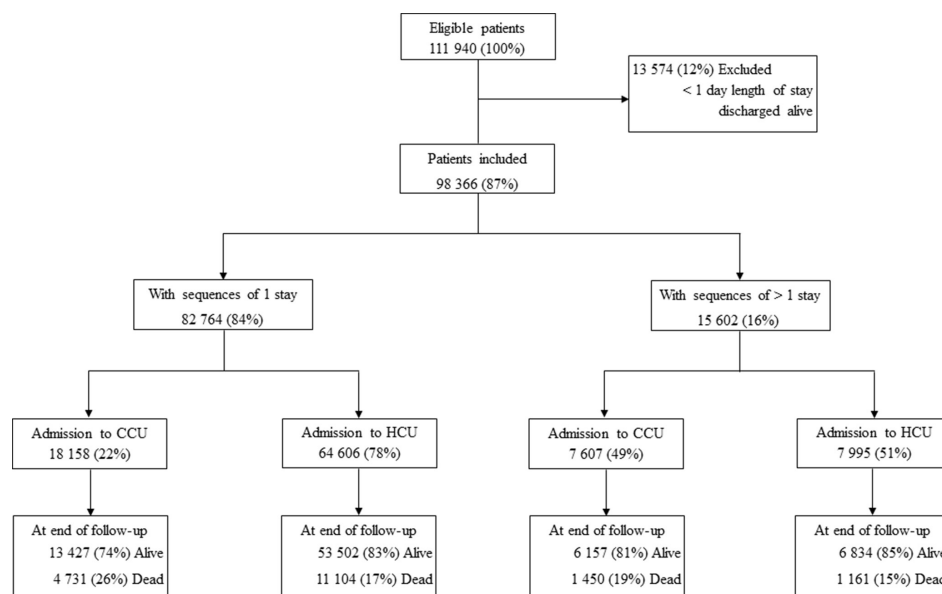 Eligible patients
111 940 (100%)
13 574 (12%) Excluded
< 1 day length of stay
discharged alive
Patients included
98 366 (87%)
With sequences of 1 stay
82 764 (84%)
With sequences of > 1 stay
15 602 (16%)
Admission to CCU
18 158 (22%)
Admission to HCU
64 606 (78%)
Admission to CCU
7 607 (49%)
Admission to HCU
7 995 (51%)
At end of follow-up
13 427 (74%) Alive
4 731 (26%) Dead
At end of follow-up
53 502 (83%) Alive
11 104 (17%) Dead
At end of follow-up
6 157 (81%) Alive
1 450 (19%) Dead
At end of follow-up
6 834 (85%) Alive
1 161 (15%) Dead